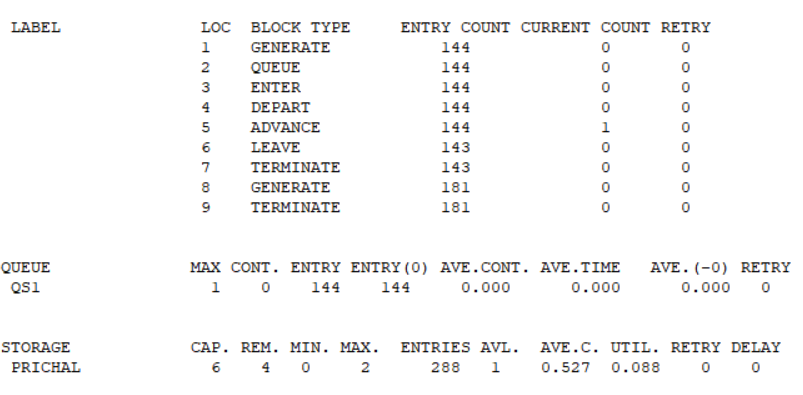 LABEL LOC BLOCK TYPE ENTRY COUNT CURRENT COUNT RETRY
1 GENERATE 144 0 0
2 QUEUE 144 0 0
3 ENTER 144 0 0
4 DEPART 144 0 0
5 ADVANCE 144 1 0
6 LEAVE 143 0 0
7 TERMINATE 143 0 0
8 GENERATE 181 0 0
9 TERMINATE 181 0 0
QUEUE MAX CONT. ENTRY ENTRY(0) AVE.CONT. AVE.TIME AVE.(-0) RETRY
QS1 1 0 144 144 0.000 0.000 0.000 0
STORAGE CAP. REM. MIN. MAX. ENTRIES AVL. AVE.C. UTIL. RETRY DELAY
PRICHAL 6 4 0 2 288 1 0.527 0.088 0 0